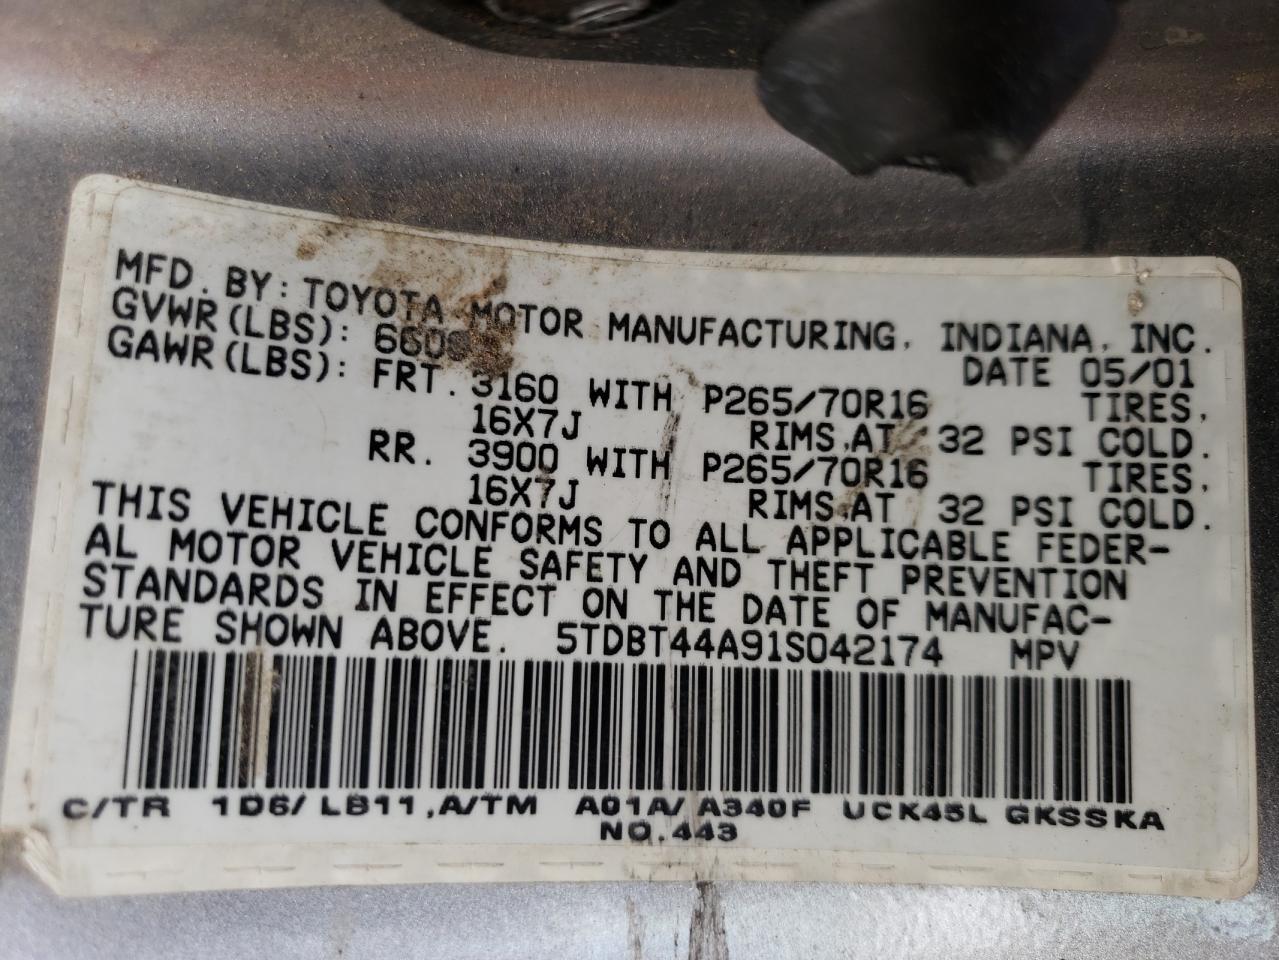 MFD. BY: TOYOTA MOTOR MANUFACTURING, INDIANA, INC.
GVWR(LBS): 6600 DATE 05/01
GAWR(LBS): FRT. 3160 WITH P265/70R16 TIRES,
16X7J RIMS,AT 32 PSI COLD.
RR. 3900 WITH P265/70R16 TIRES,
16X7J RIMS,AT 32 PSI COLD.
THIS VEHICLE CONFORMS TO ALL APPLICABLE FEDER-
AL MOTOR VEHICLE SAFETY AND THEFT PREVENTION
STANDARDS IN EFFECT ON THE DATE OF MANUFAC-
TURE SHOWN ABOVE. 5TDBT44A91S042174 MPV
C/TR 1D6/LB11,A/TM A01A/A340F UCK45L GKSSKA
NO.443